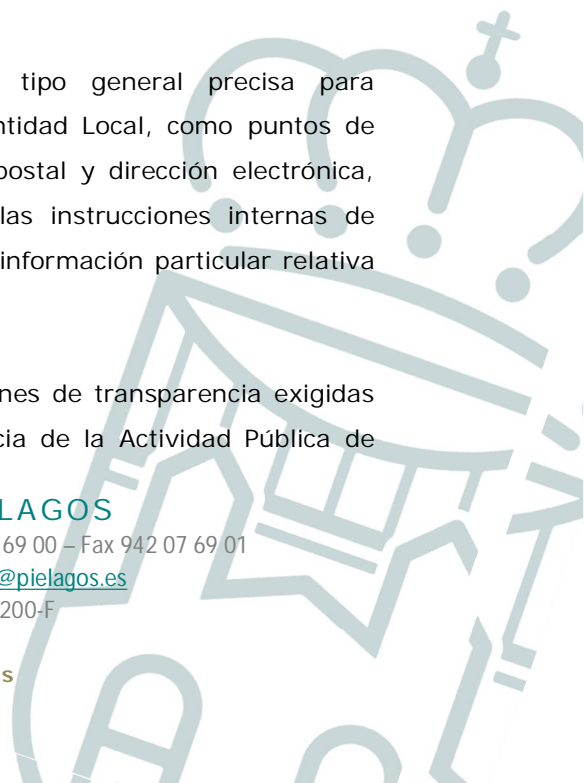 tipo general precisa para
ntidad Local, como puntos de
postal y dirección electrónica,
las instrucciones internas de
información particular relativa
nes de transparencia exigidas
cia de la Actividad Pública de
LAGOS
69 00 – Fax 942 07 69 01
@pielagos.es
200-F
s